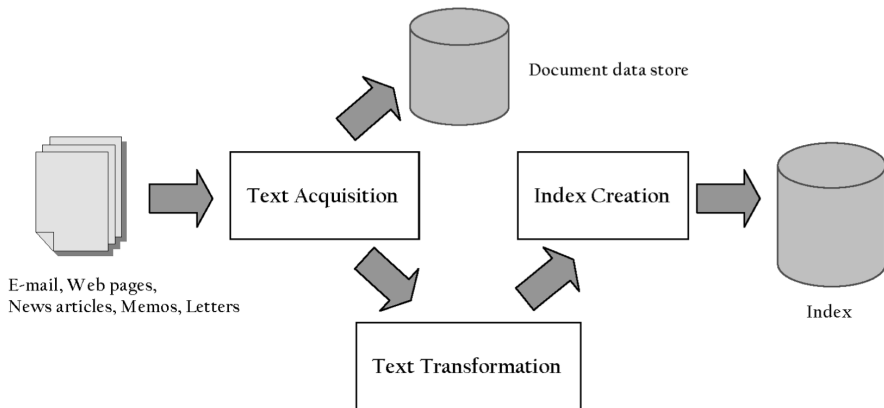 Document data store
Text Acquisition
Index Creation
E-mail, Web pages,
News articles, Memos, Letters
Index
Text Transformation